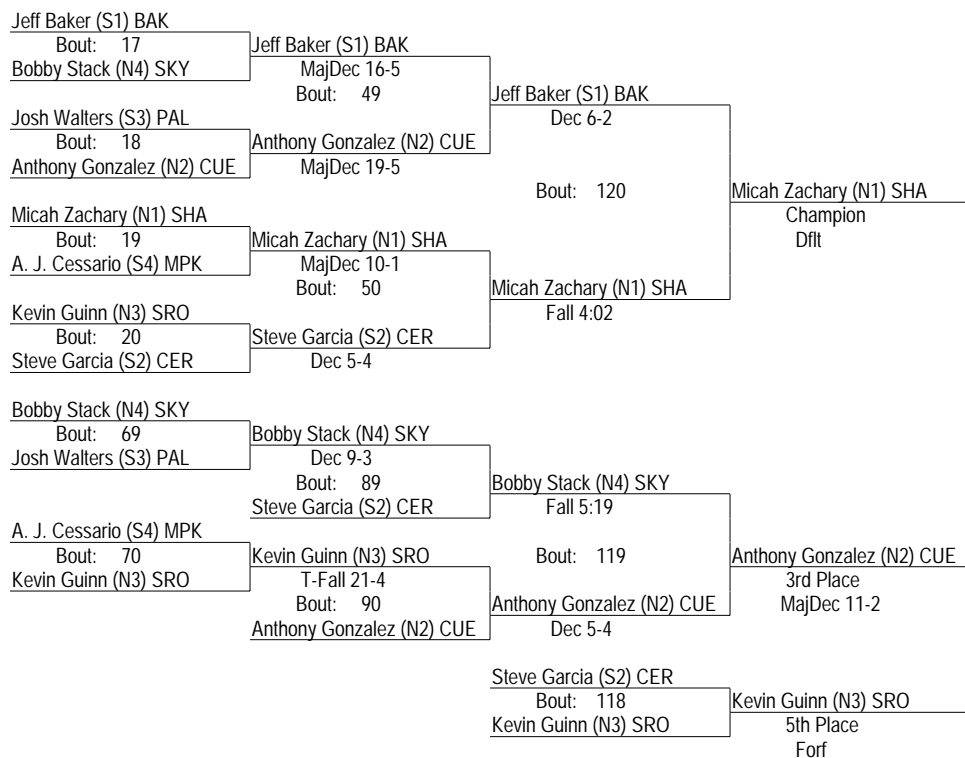 Jeff Baker (S1) BAK
Bout: 17
Jeff Baker (S1) BAK
Bobby Stack (N4) SKY
MajDec 16-5
Bout: 49
Jeff Baker (S1) BAK
Josh Walters (S3) PAL
Dec 6-2
Bout: 18
Anthony Gonzalez (N2) CUE
Anthony Gonzalez (N2) CUE
MajDec 19-5
Bout: 120
Micah Zachary (N1) SHA
Micah Zachary (N1) SHA
Champion
Bout: 19
Micah Zachary (N1) SHA
Dflt
A. J. Cessario (S4) MPK
MajDec 10-1
Bout: 50
Micah Zachary (N1) SHA
Kevin Guinn (N3) SRO
Fall 4:02
Bout: 20
Steve Garcia (S2) CER
Steve Garcia (S2) CER
Dec 5-4
Bobby Stack (N4) SKY
Bout: 69
Bobby Stack (N4) SKY
Josh Walters (S3) PAL
Dec 9-3
Bout: 89
Bobby Stack (N4) SKY
Steve Garcia (S2) CER
Fall 5:19
A. J. Cessario (S4) MPK
Bout: 70
Kevin Guinn (N3) SRO
Bout: 119
Anthony Gonzalez (N2) CUE
Kevin Guinn (N3) SRO
T-Fall 21-4
3rd Place
Bout: 90
Anthony Gonzalez (N2) CUE
MajDec 11-2
Anthony Gonzalez (N2) CUE
Dec 5-4
Steve Garcia (S2) CER
Bout: 118
Kevin Guinn (N3) SRO
Kevin Guinn (N3) SRO
5th Place
Forf